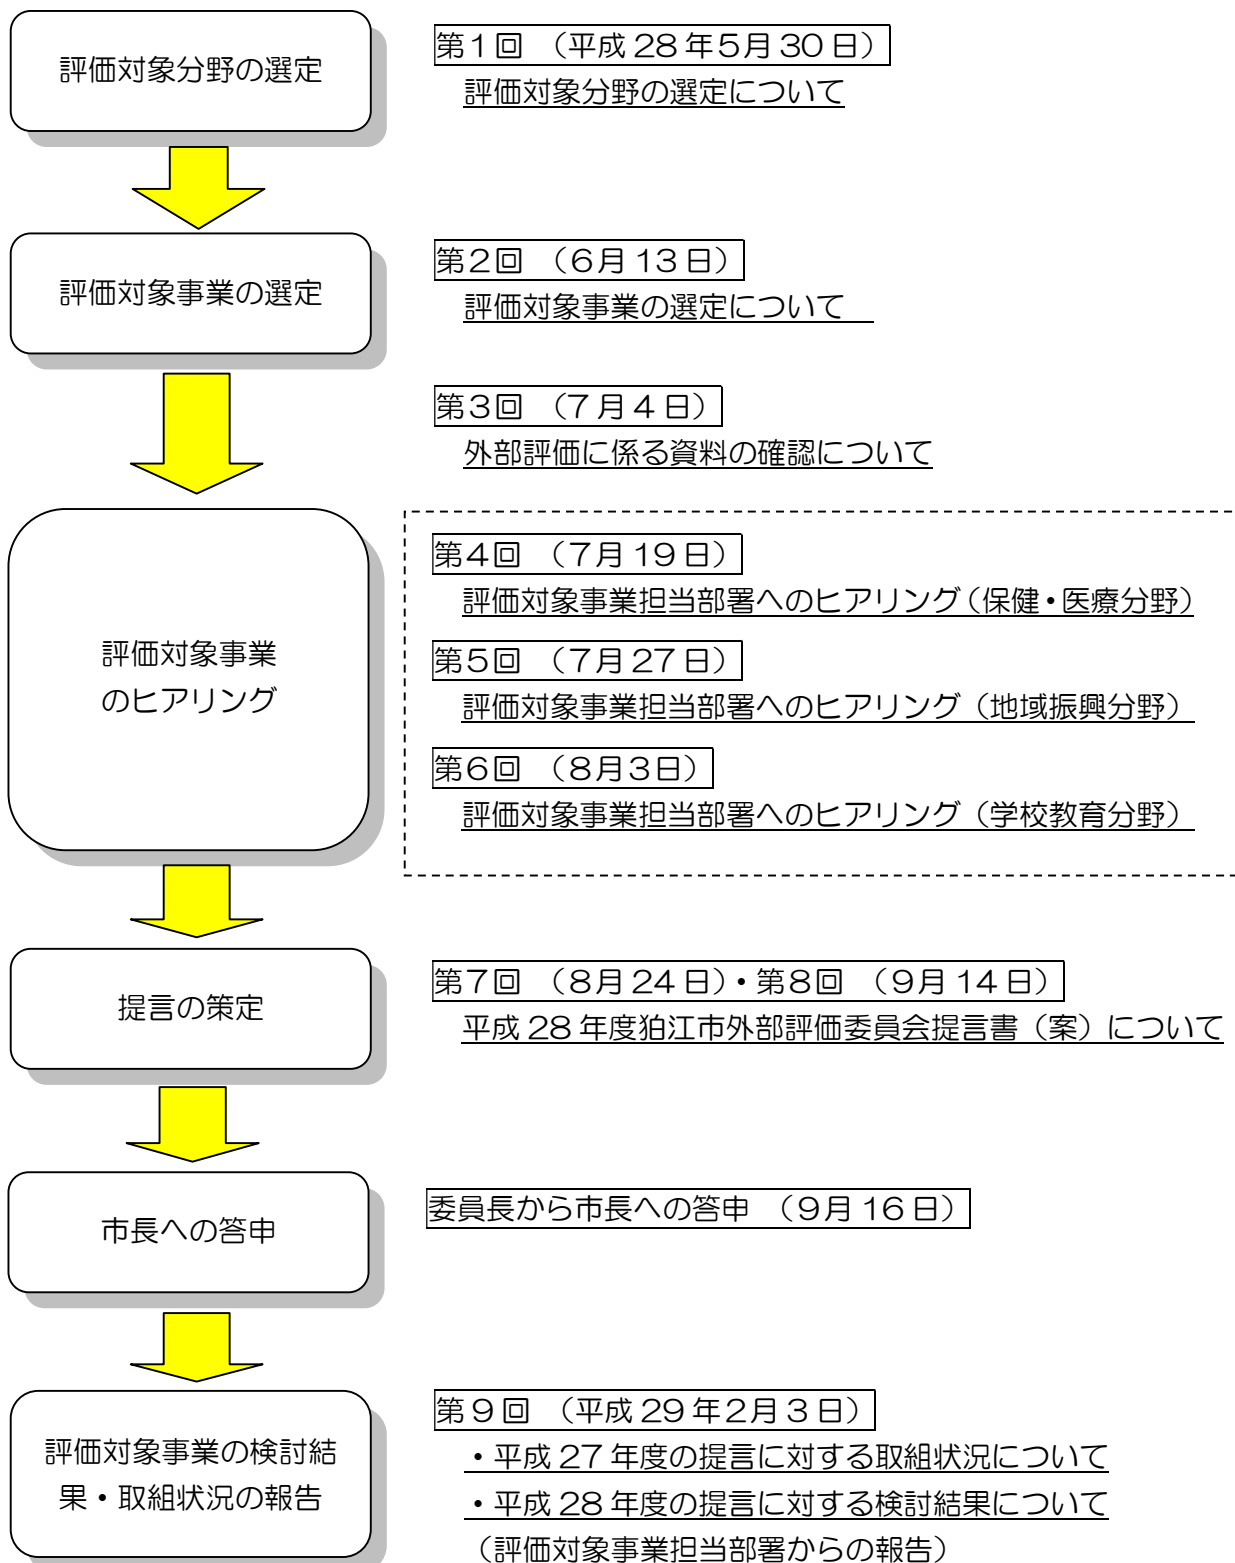 評価対象分野の選定
第1回 （平成 28 年5月 30 日）
評価対象分野の選定について
評価対象事業の選定
第2回 （6月 13 日）
評価対象事業の選定について
第3回 （7月 4 日）
外部評価に係る資料の確認について
評価対象事業
のヒアリング
第4回 （7月 19 日）
評価対象事業担当部署へのヒアリング（保健・医療分野）
第5回 （7月 27 日）
評価対象事業担当部署へのヒアリング（地域振興分野）
第6回 （8月3日）
評価対象事業担当部署へのヒアリング（学校教育分野）
提言の策定
第7回 （8月 24 日）・第8回 （9月 14 日）
平成 28 年度狛江市外部評価委員会提言書（案）について
市長への答申
委員長から市長への答申 （9月 16 日）
評価対象事業の検討結
果・取組状況の報告
第 9 回 （平成 29 年2月 3 日）
・平成 27 年度の提言に対する取組状況について
・平成 28 年度の提言に対する検討結果について
（評価対象事業担当部署からの報告）